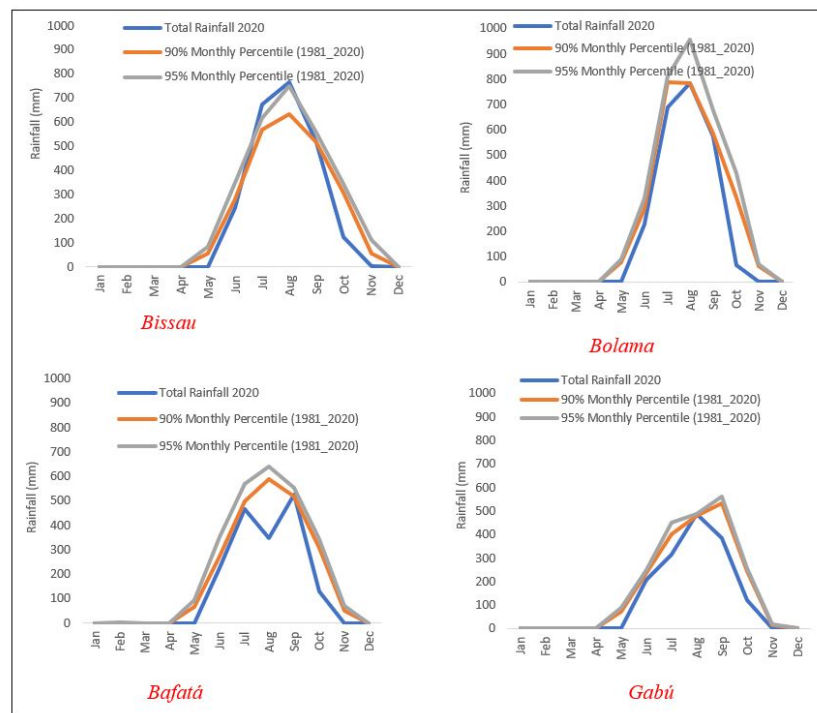 Total Rainfall 2020
90% Monthly Percentile (1981_2020)
95% Monthly Percentile (1981_2020)
Rainfall (mm)
1000
900
800
700
600
500
400
300
200
100
0
Jan
Feb
Mar
Apr
May
Jun
Jul
Aug
Sep
Oct
Nov
Dec
Bissau
Total Rainfall 2020
90% Monthly Percentile (1981_2020)
95% Monthly Percentile (1981_2020)
Rainfall (mm)
1000
900
800
700
600
500
400
300
200
100
0
Jan
Feb
Mar
Apr
May
Jun
Jul
Aug
Sep
Oct
Nov
Dec
Bolama
Total Rainfall 2020
90% Monthly Percentile (1981_2020)
95% Monthly Percentile (1981_2020)
Rainfall (mm)
1000
900
800
700
600
500
400
300
200
100
0
Jan
Feb
Mar
Apr
May
Jun
Jul
Aug
Sep
Oct
Nov
Dec
Bafatá
Total Rainfall 2020
90% Monthly Percentile (1981_2020)
95% Monthly Percentile (1981_2020)
Rainfall (mm)
1000
900
800
700
600
500
400
300
200
100
0
Jan
Feb
Mar
Apr
May
Jun
Jul
Aug
Sep
Oct
Nov
Dec
Gabú